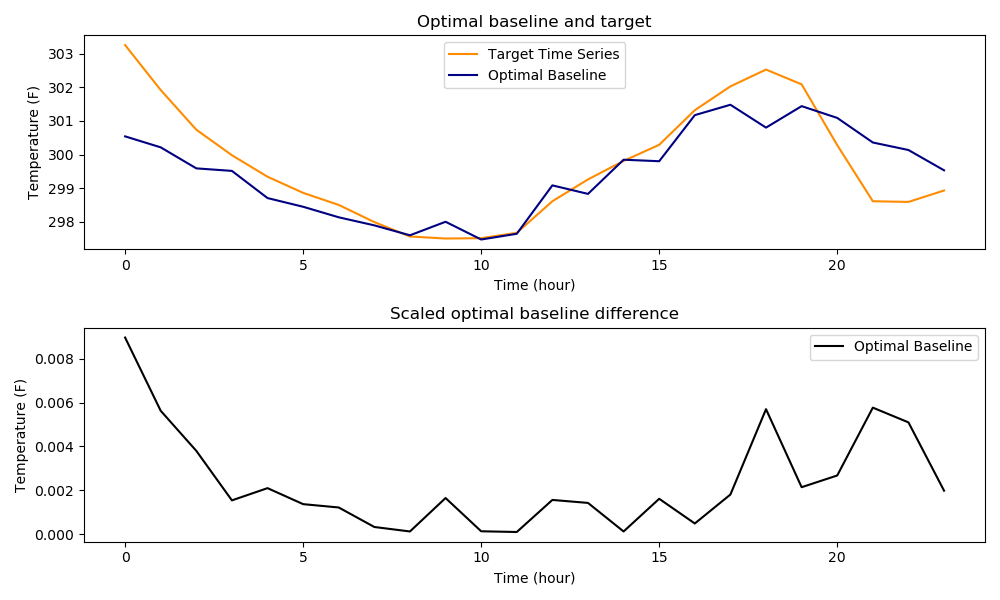 Optimal baseline and target
Temperature (F)
303
302
301
300
299
298
Target Time Series
Optimal Baseline
0 5 10 15 20
Time (hour)
Scaled optimal baseline difference
Temperature (F)
0.008
0.006
0.004
0.002
0.000
Optimal Baseline
0 5 10 15 20
Time (hour)